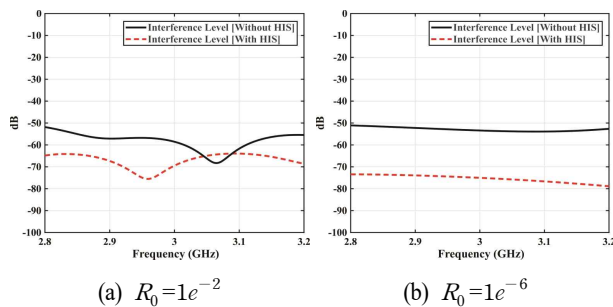 0
-10
-20
-30
-40
-50
-60
-70
-80
-90
-100
dB
Interference Level [Without HIS]
Interference Level [With HIS]
2.8 2.9 3 3.1 3.2
Frequency (GHz)
(a) R₀=1e⁻²
0
-10
-20
-30
-40
-50
-60
-70
-80
-90
-100
dB
Interference Level [Without HIS]
Interference Level [With HIS]
2.8 2.9 3 3.1 3.2
Frequency (GHz)
(b) R₀=1e⁻⁶